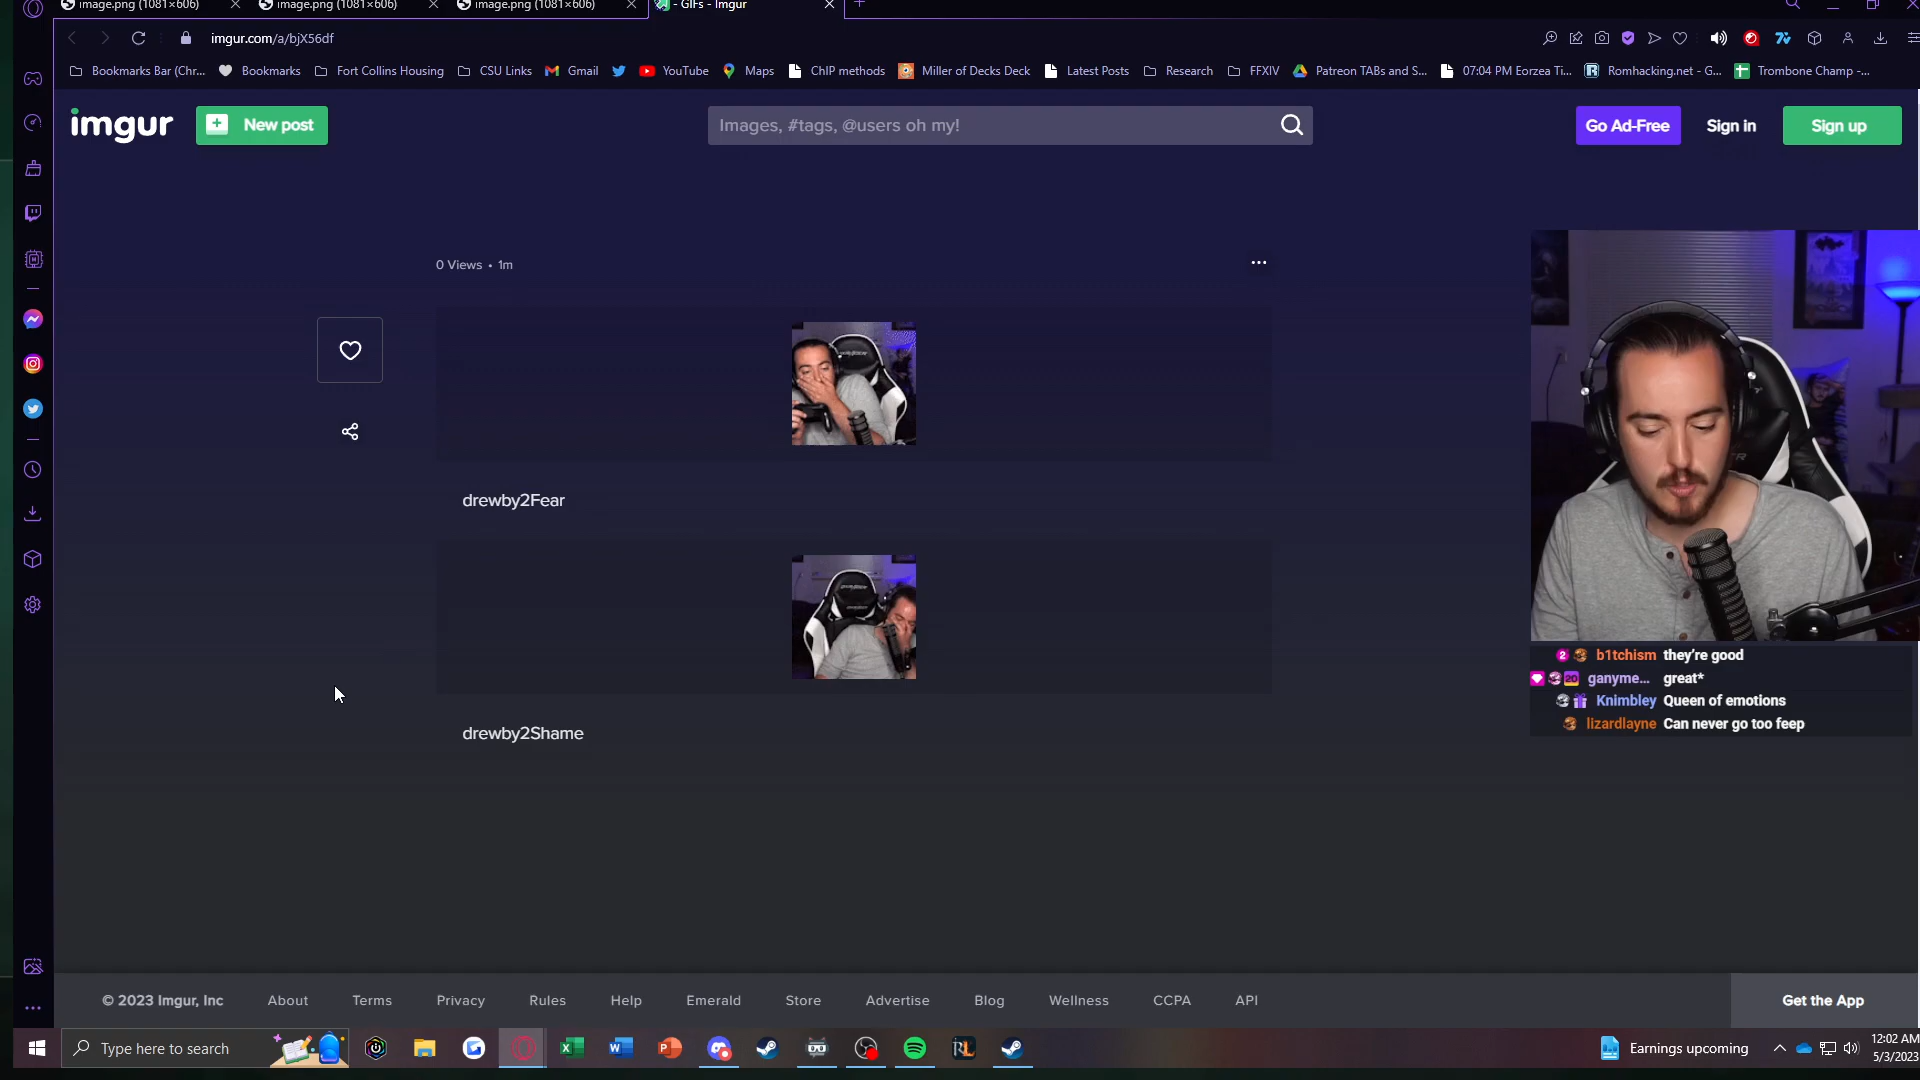 image.png (1081×606)
image.png (1081×606)
image.png (1081×606)
- GIFs - Imgur
imgur.com/a/bjX56df
Bookmarks Bar (Chr...
Bookmarks
Fort Collins Housing
CSU Links
Gmail
YouTube
Maps
ChIP methods
Miller of Decks Deck
Latest Posts
Research
FFXIV
Patreon TABs and S...
07:04 PM Eorzea Ti...
Romhacking.net - G...
Trombone Champ -...
imgur
New post
Images, #tags, @users oh my!
Go Ad-Free
Sign in
Sign up
0 Views • 1m
drewby2Fear
drewby2Shame
2 b1tchism they're good
20 ganyme... great*
Knimbley Queen of emotions
lizardlayne Can never go too feep
© 2023 Imgur, Inc
About
Terms
Privacy
Rules
Help
Emerald
Store
Advertise
Blog
Wellness
CCPA
API
Get the App
Type here to search
Earnings upcoming
12:02 AM
5/3/2023